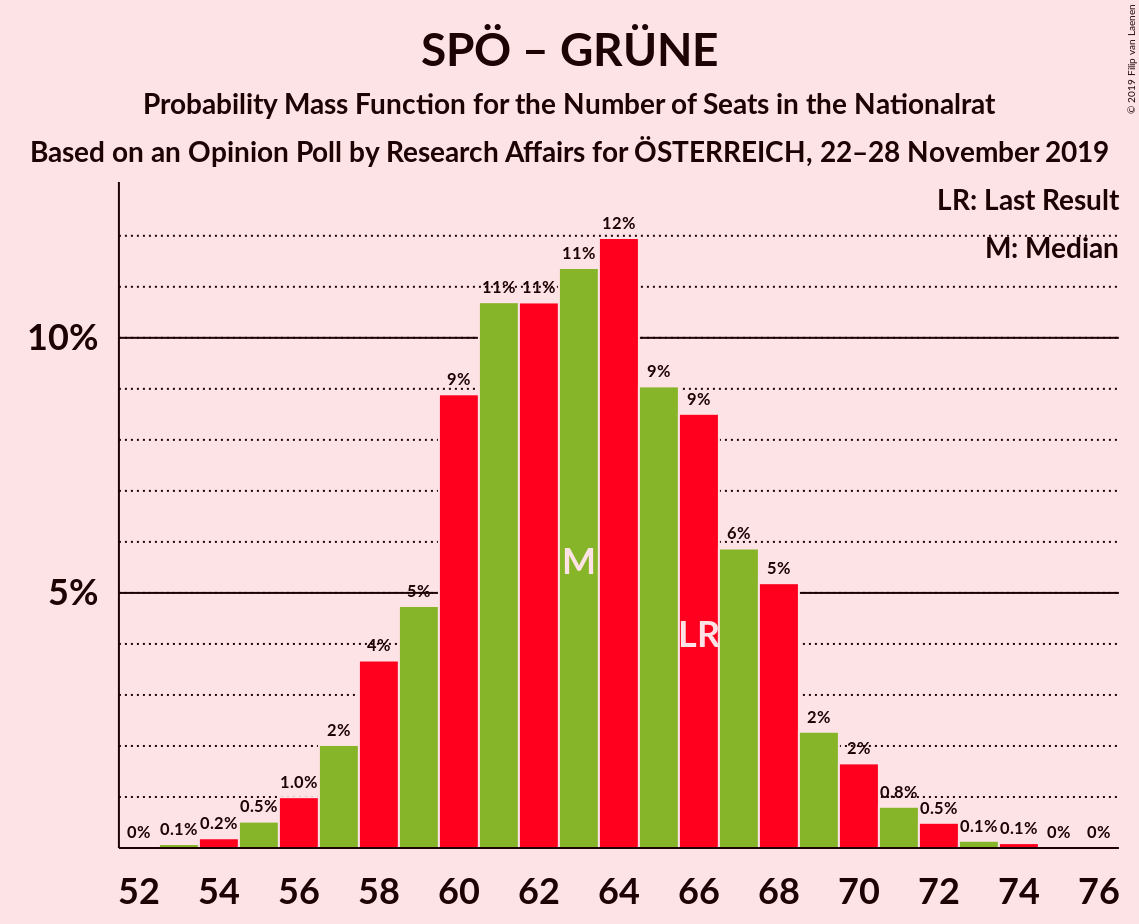 SPÖ – GRÜNE
Probability Mass Function for the Number of Seats in the Nationalrat
Based on an Opinion Poll by Research Affairs for ÖSTERREICH, 22–28 November 2019
© 2019 Filip van Laenen
LR: Last Result
M: Median
12%
11%
11% 11%
10%
9%
9%
9%
6%
M
5%
5%
5%
LR
4%
2%
2%
2%
1.0%
0.8%
0.5%
0.5%
0% 0.1% 0.2%
0.1% 0.1% 0% 0%
52 54 56 58 60 62 64 66 68 70 72 74 76